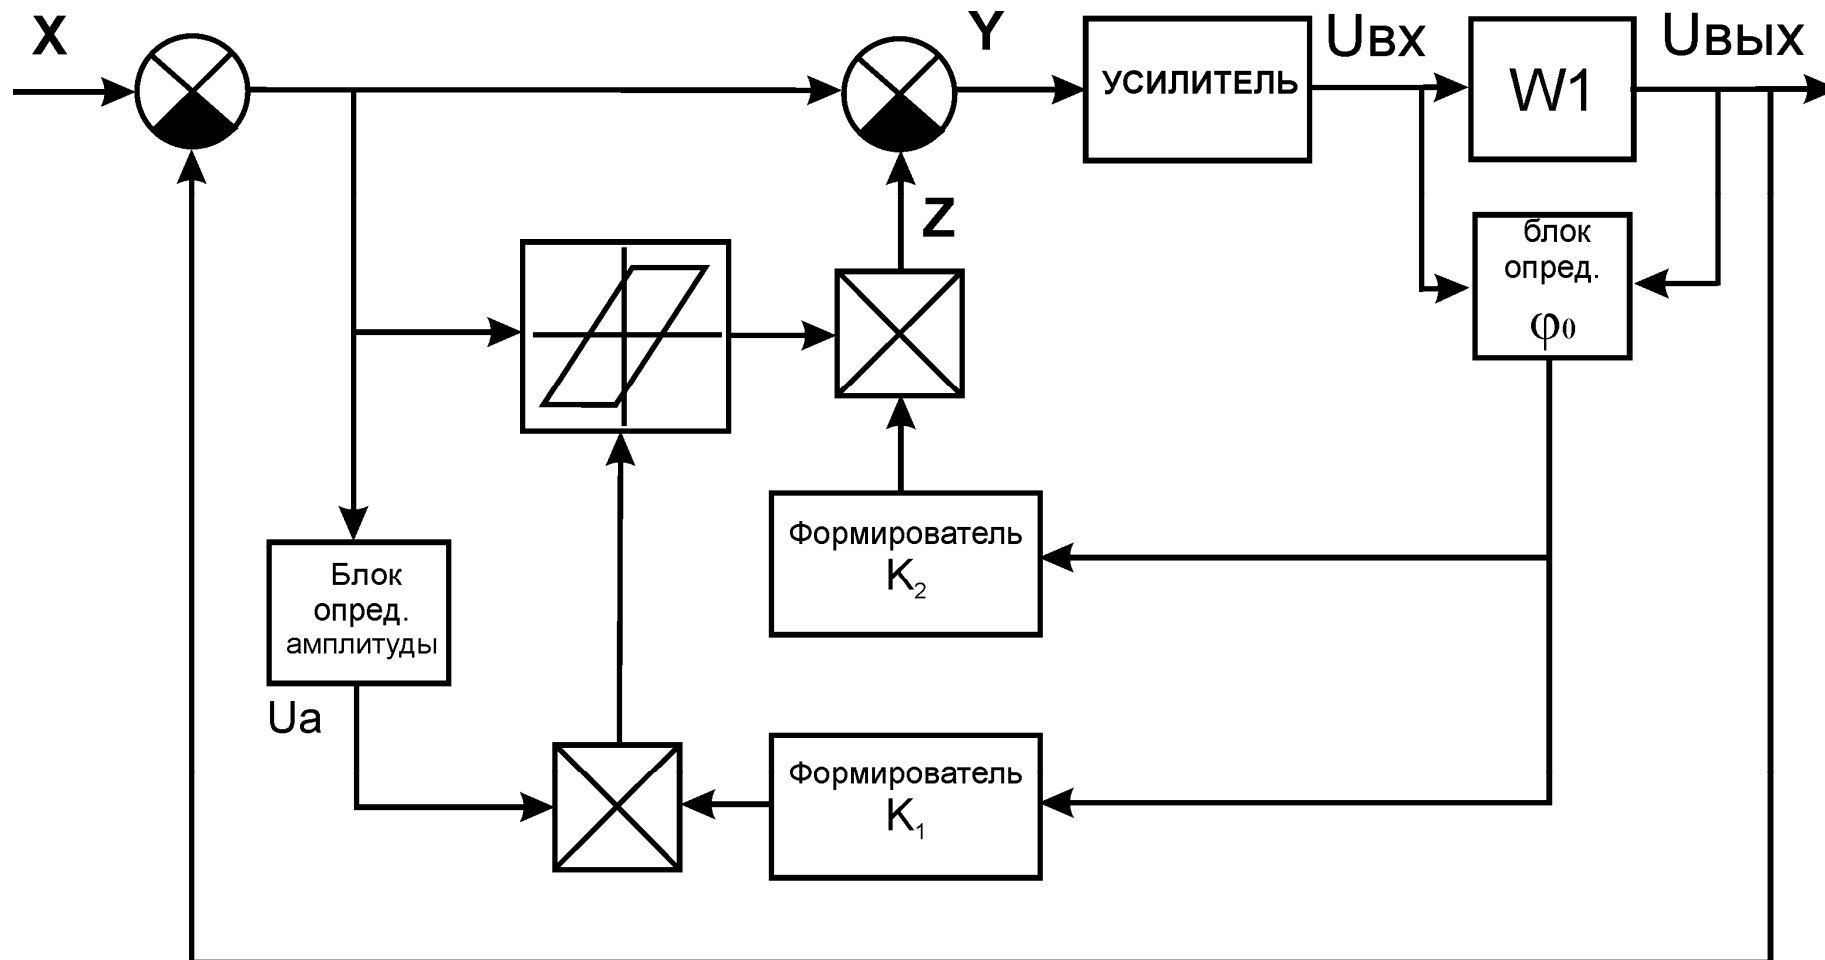 X
Y
УСИЛИТЕЛЬ
Uвх
W1
Uвых
Z
блок
опред.
φ0
Формирователь
K2
Блок
опред.
амплитуды
Ua
Формирователь
K1